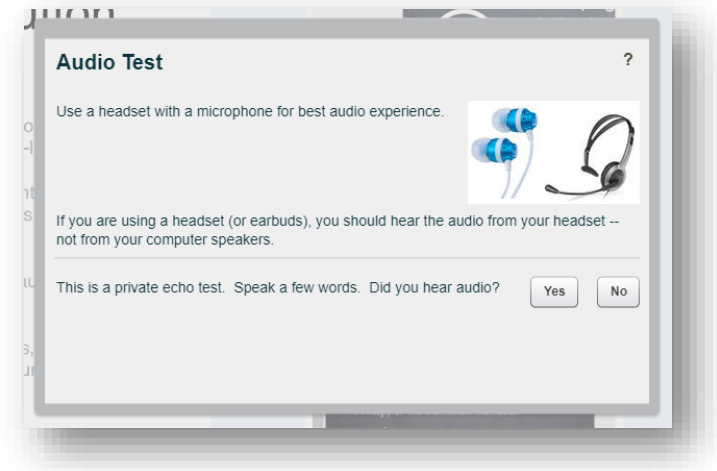 Audio Test
?
Use a headset with a microphone for best audio experience.
If you are using a headset (or earbuds), you should hear the audio from your headset --
not from your computer speakers.
This is a private echo test.  Speak a few words.  Did you hear audio?
Yes
No